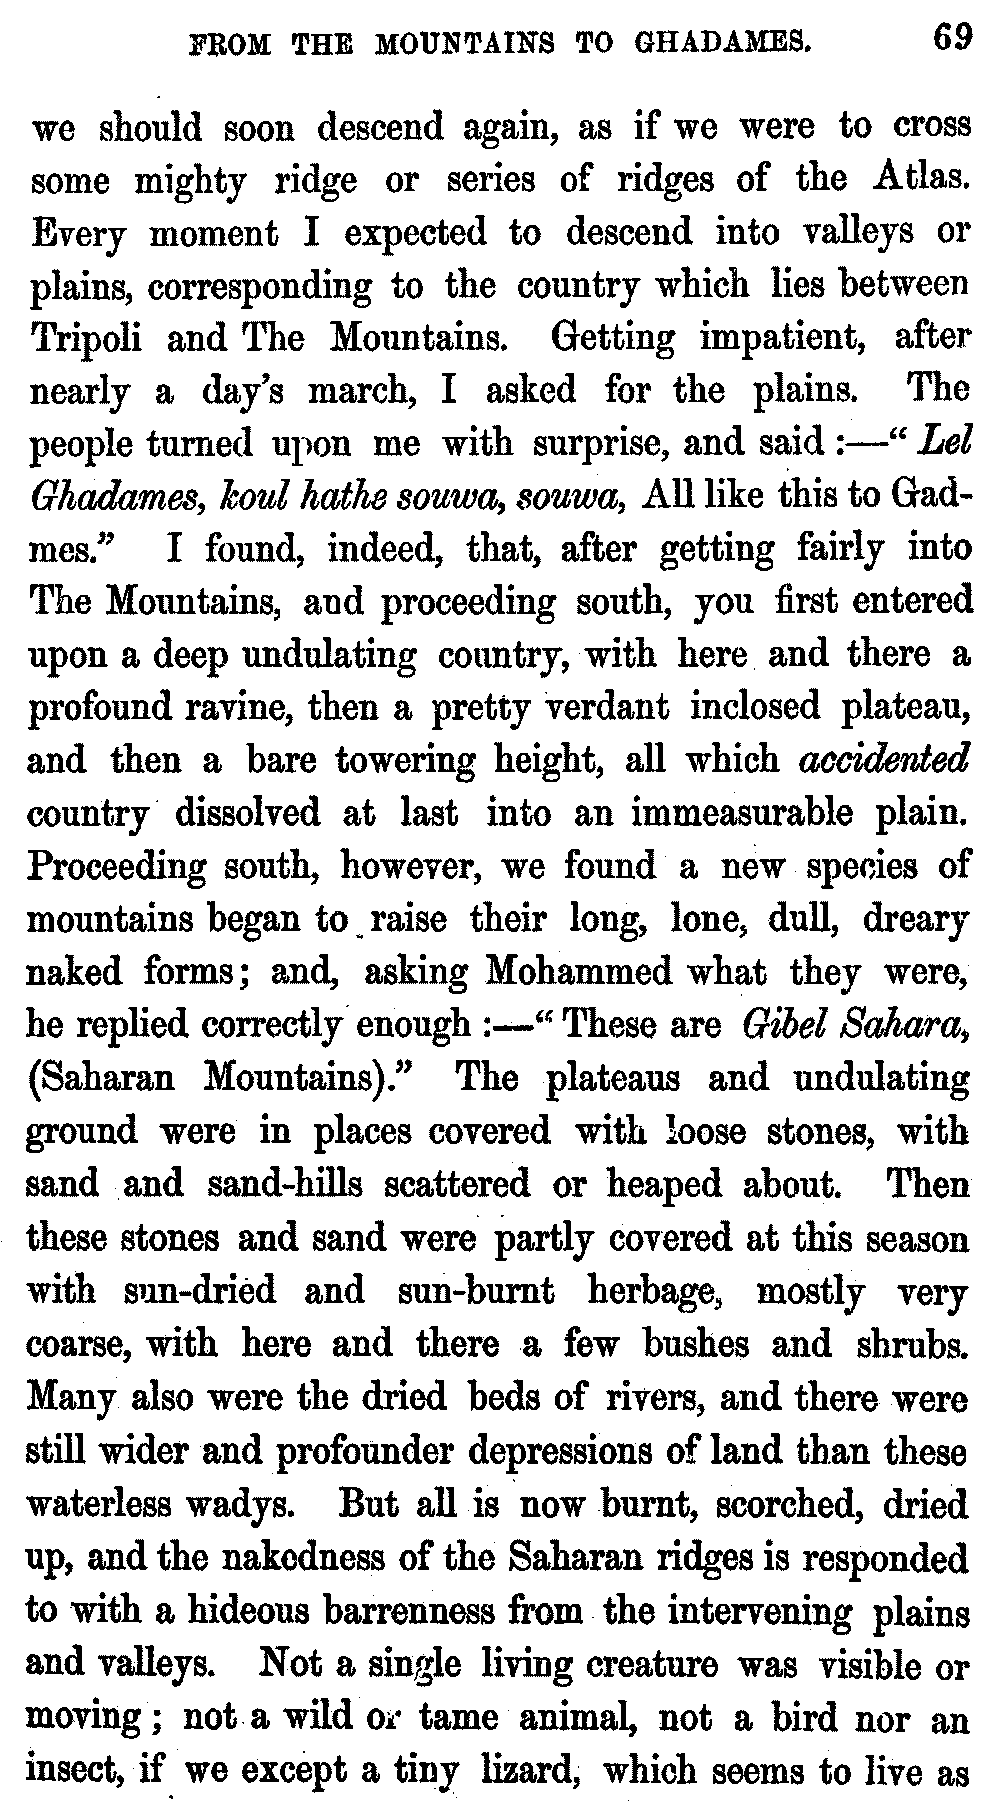 FROM THE MOUNTAINS TO GHADAMES. 69
we should soon descend again, as if we were to cross
some mighty ridge or series of ridges of the Atlas.
Every moment I expected to descend into valleys or
plains, corresponding to the country which lies between
Tripoli and The Mountains. Getting impatient, after
nearly a day's march, I asked for the plains. The
people turned upon me with surprise, and said :—“ Lel
Ghadames, koul hathe souwa, souwa, All like this to Gad-
mes.” I found, indeed, that, after getting fairly into
The Mountains, and proceeding south, you first entered
upon a deep undulating country, with here and there a
profound ravine, then a pretty verdant inclosed plateau,
and then a bare towering height, all which accidented
country dissolved at last into an immeasurable plain.
Proceeding south, however, we found a new species of
mountains began to raise their long, lone, dull, dreary
naked forms; and, asking Mohammed what they were,
he replied correctly enough :—“ These are Gibel Sahara,
(Saharan Mountains).” The plateaus and undulating
ground were in places covered with loose stones, with
sand and sand-hills scattered or heaped about. Then
these stones and sand were partly covered at this season
with sun-dried and sun-burnt herbage, mostly very
coarse, with here and there a few bushes and shrubs.
Many also were the dried beds of rivers, and there were
still wider and profounder depressions of land than these
waterless wadys. But all is now burnt, scorched, dried
up, and the nakedness of the Saharan ridges is responded
to with a hideous barrenness from the intervening plains
and valleys. Not a single living creature was visible or
moving; not a wild or tame animal, not a bird nor an
insect, if we except a tiny lizard, which seems to live as